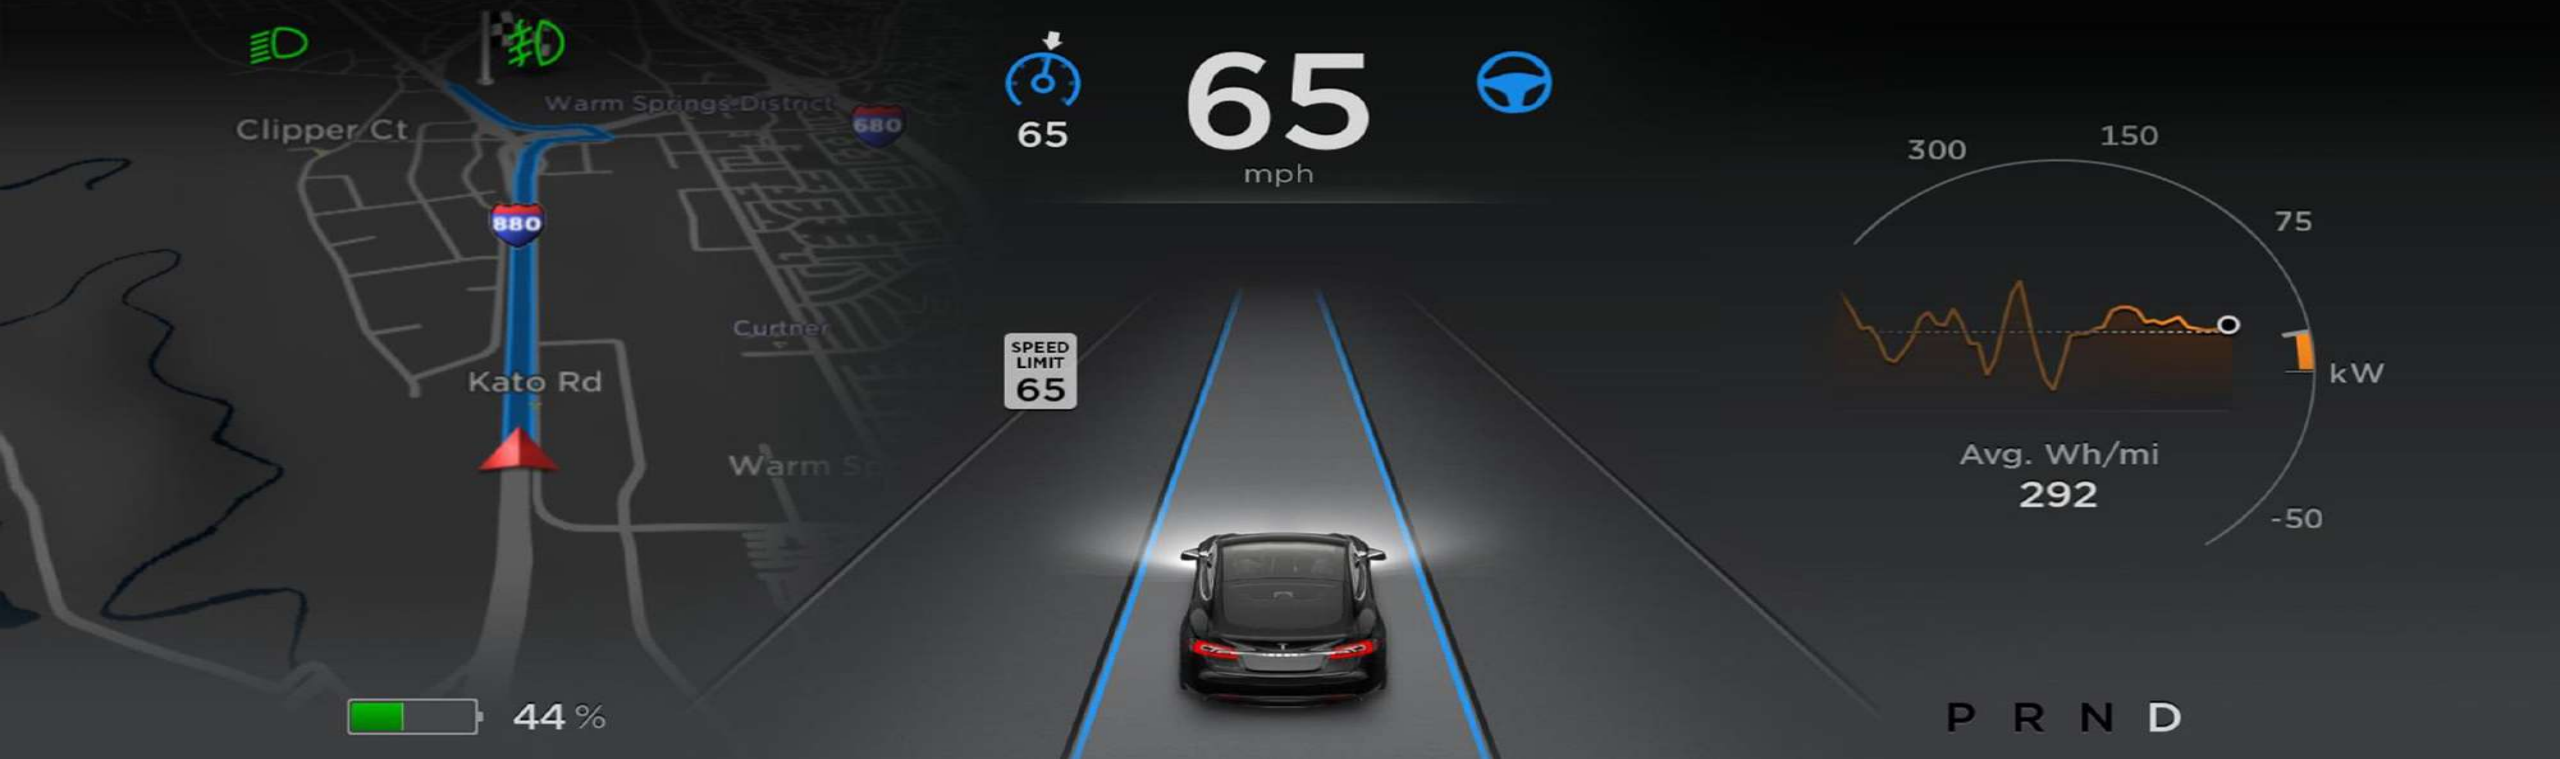 Clipper Ct
Warm Springs District
680
880
Curtner
Kato Rd
Warm
44 %
65
65
mph
SPEED
LIMIT
65
300
150
75
kW
-50
Avg. Wh/mi
292
P R N D